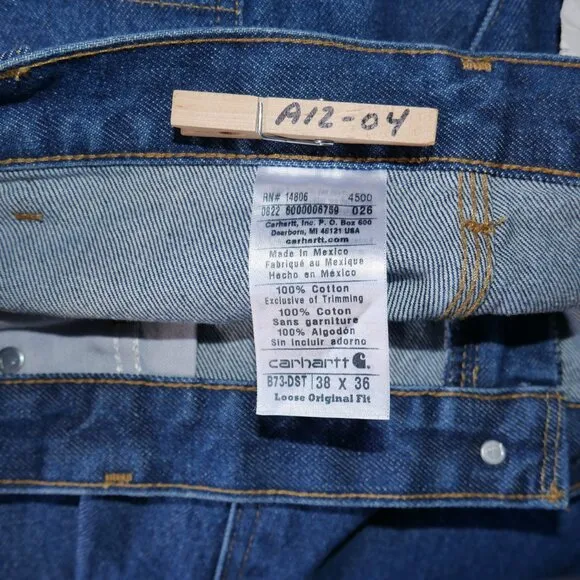 A12-04
RN# 14806 4500
0822 6000006759 026
Carhartt, Inc. P.O. Box 600
Dearborn, MI 48121 USA
carhartt.com
Made in Mexico
Fabriqué au Mexique
Hecho en México
100% Cotton
Exclusive of Trimming
100% Coton
Sans garniture
100% Algodón
Sin incluir adorno
carhartt
B73-DST 38 X 36
Loose Original Fit